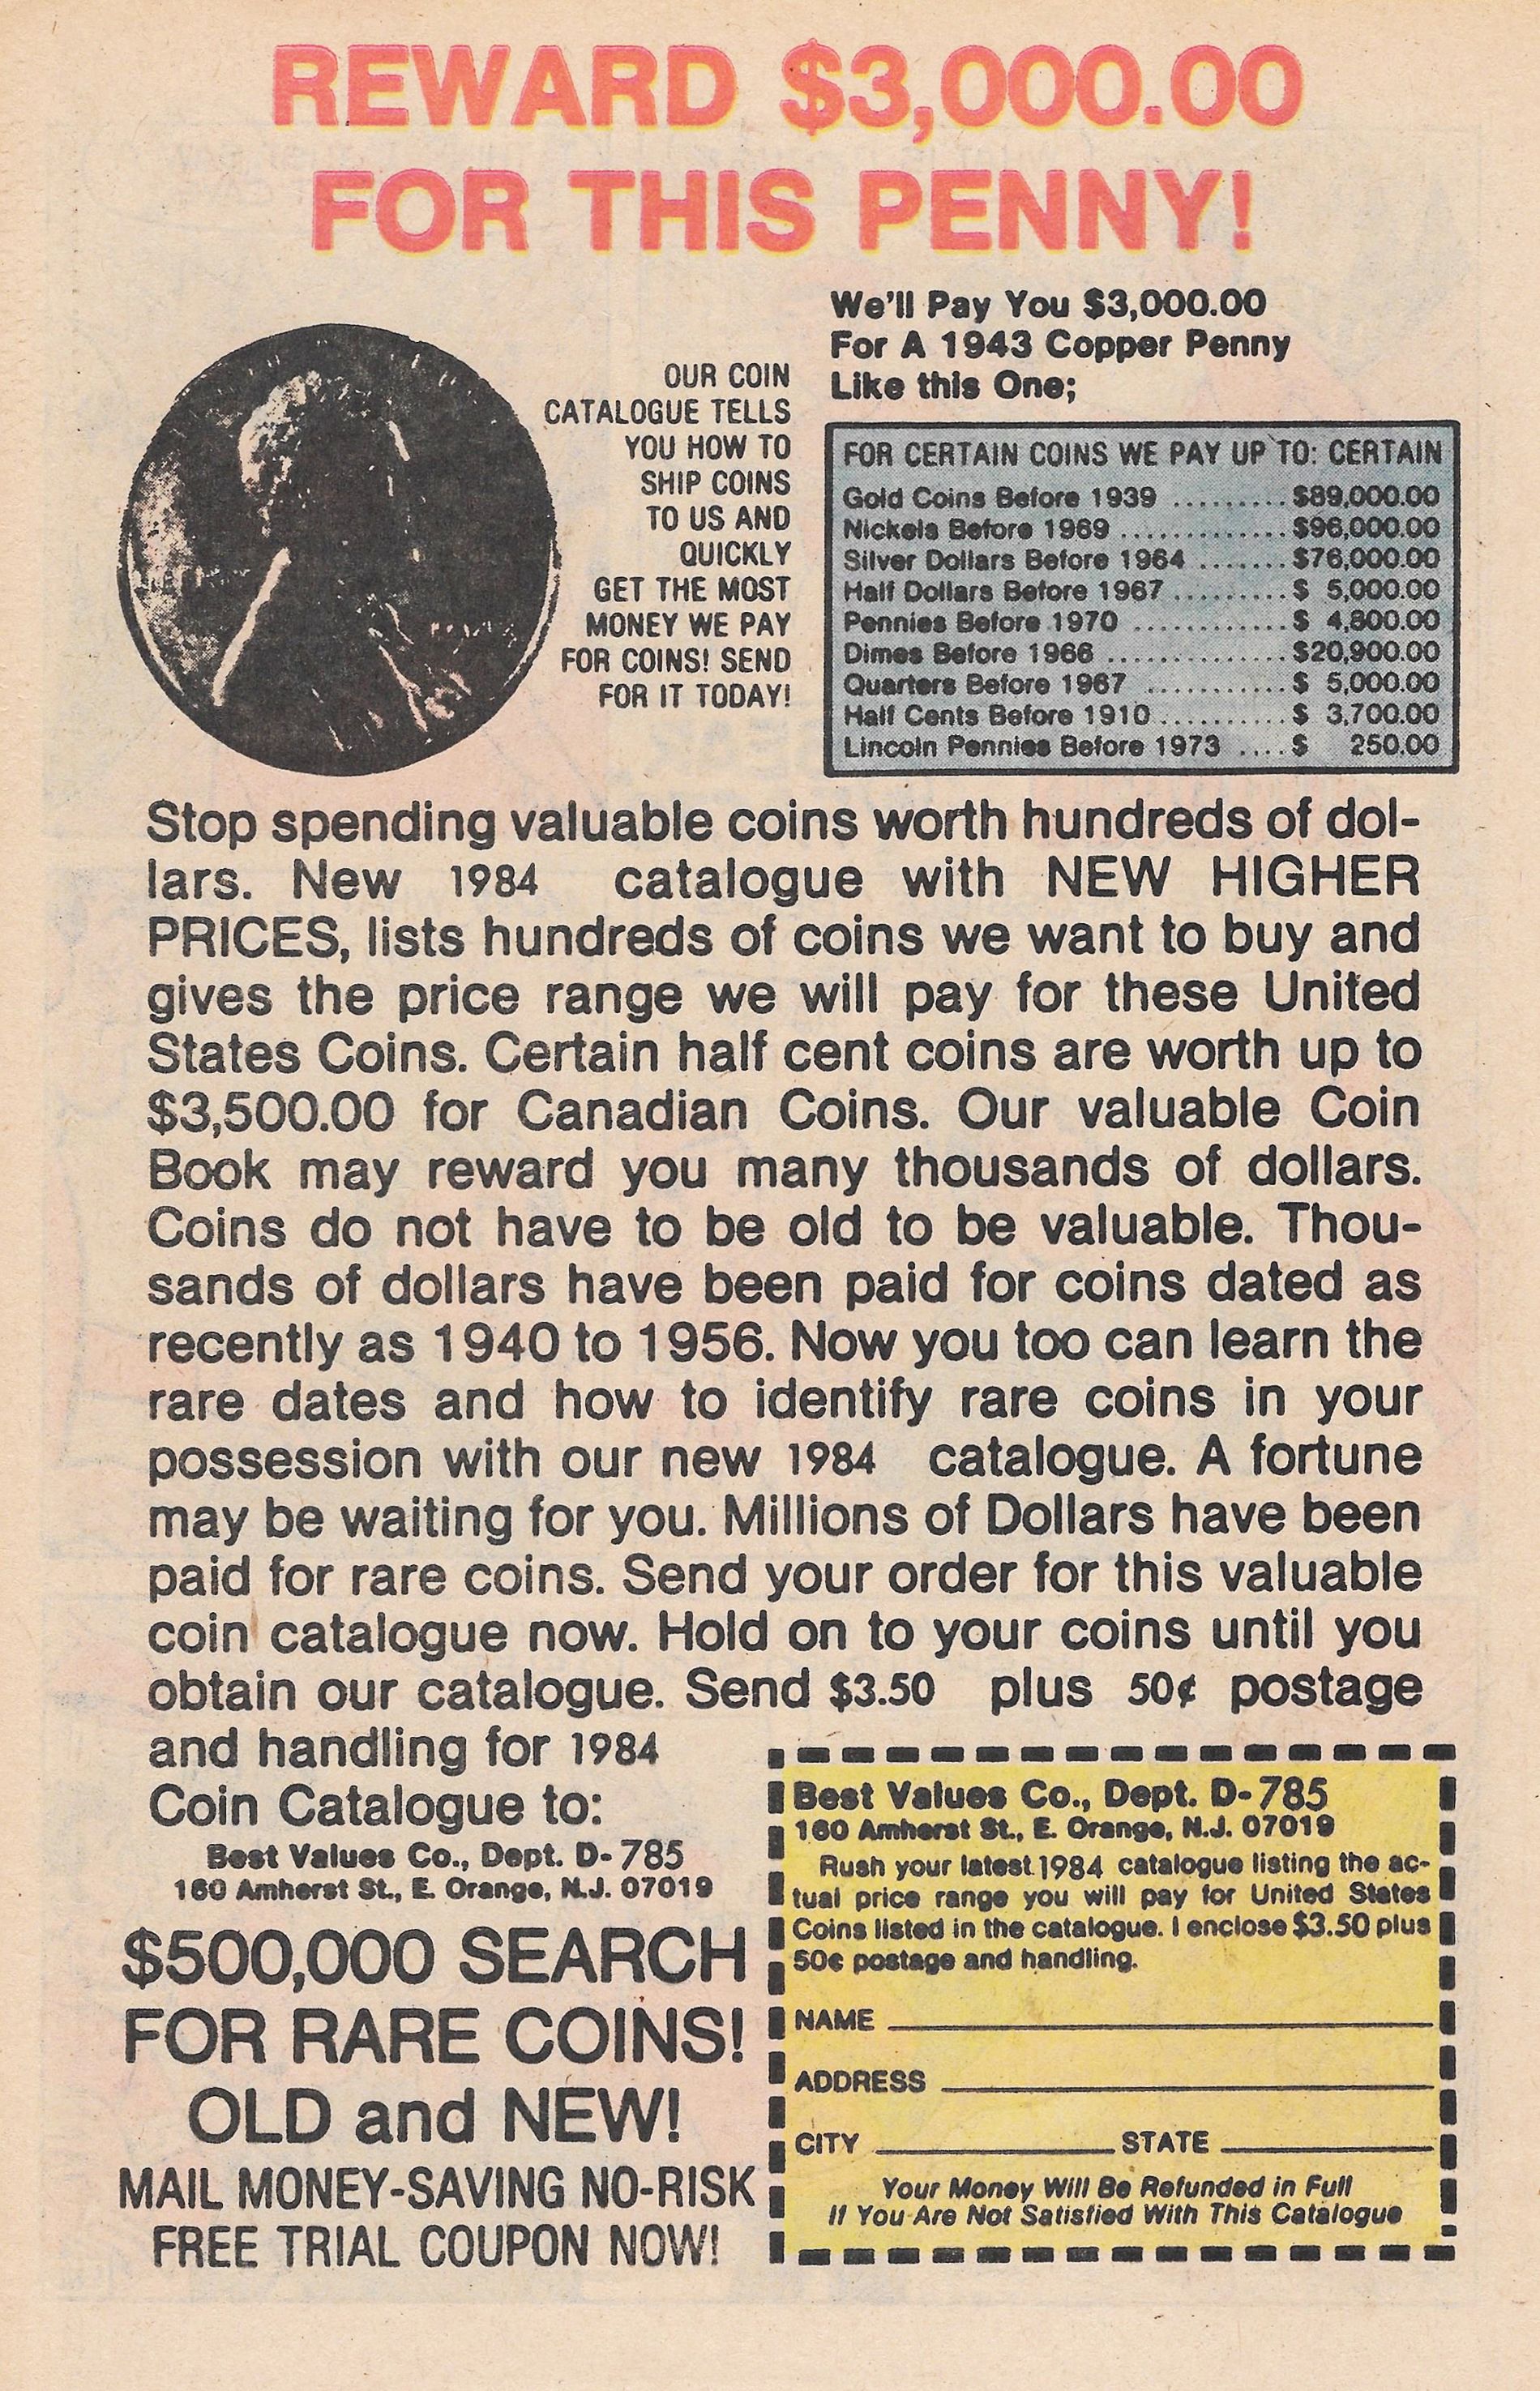 REWARD $3,000.00
FOR THIS PENNY!
We'll Pay You $3,000.00
For A 1943 Copper Penny
Like this One;
OUR COIN
CATALOGUE TELLS
YOU HOW TO
SHIP COINS
TO US AND
QUICKLY
GET THE MOST
MONEY WE PAY
FOR COINS! SEND
FOR IT TODAY!
FOR CERTAIN COINS WE PAY UP TO: CERTAIN
Gold Coins Before 1939 .......... $89,000.00
Nickels Before 1969 ............. $96,000.00
Silver Dollars Before 1964 ....... $76,000.00
Half Dollars Before 1967 ......... $ 5,000.00
Pennies Before 1970 ............ $ 4,800.00
Dimes Before 1966 .............. $20,900.00
Quarters Before 1967 ........... $ 5,000.00
Half Cents Before 1910 .......... $ 3,700.00
Lincoln Pennies Before 1973 .... $ 250.00
Stop spending valuable coins worth hundreds of dol-
lars. New 1984 catalogue with NEW HIGHER
PRICES, lists hundreds of coins we want to buy and
gives the price range we will pay for these United
States Coins. Certain half cent coins are worth up to
$3,500.00 for Canadian Coins. Our valuable Coin
Book may reward you many thousands of dollars.
Coins do not have to be old to be valuable. Thou-
sands of dollars have been paid for coins dated as
recently as 1940 to 1956. Now you too can learn the
rare dates and how to identify rare coins in your
possession with our new 1984 catalogue. A fortune
may be waiting for you. Millions of Dollars have been
paid for rare coins. Send your order for this valuable
coin catalogue now. Hold on to your coins until you
obtain our catalogue. Send $3.50 plus 50¢ postage
and handling for 1984
Coin Catalogue to:
Best Values Co., Dept. D-785
160 Amherst St., E. Orange, N.J. 07019
$500,000 SEARCH
FOR RARE COINS!
OLD and NEW!
MAIL MONEY-SAVING NO-RISK
FREE TRIAL COUPON NOW!
Best Values Co., Dept. D-785
160 Amherst St., E. Orange, N.J. 07019
Rush your latest 1984 catalogue listing the ac-
tual price range you will pay for United States
Coins listed in the catalogue. I enclose $3.50 plus
50¢ postage and handling.
NAME
ADDRESS
CITY STATE
Your Money Will Be Refunded in Full
If You Are Not Satisfied With This Catalogue